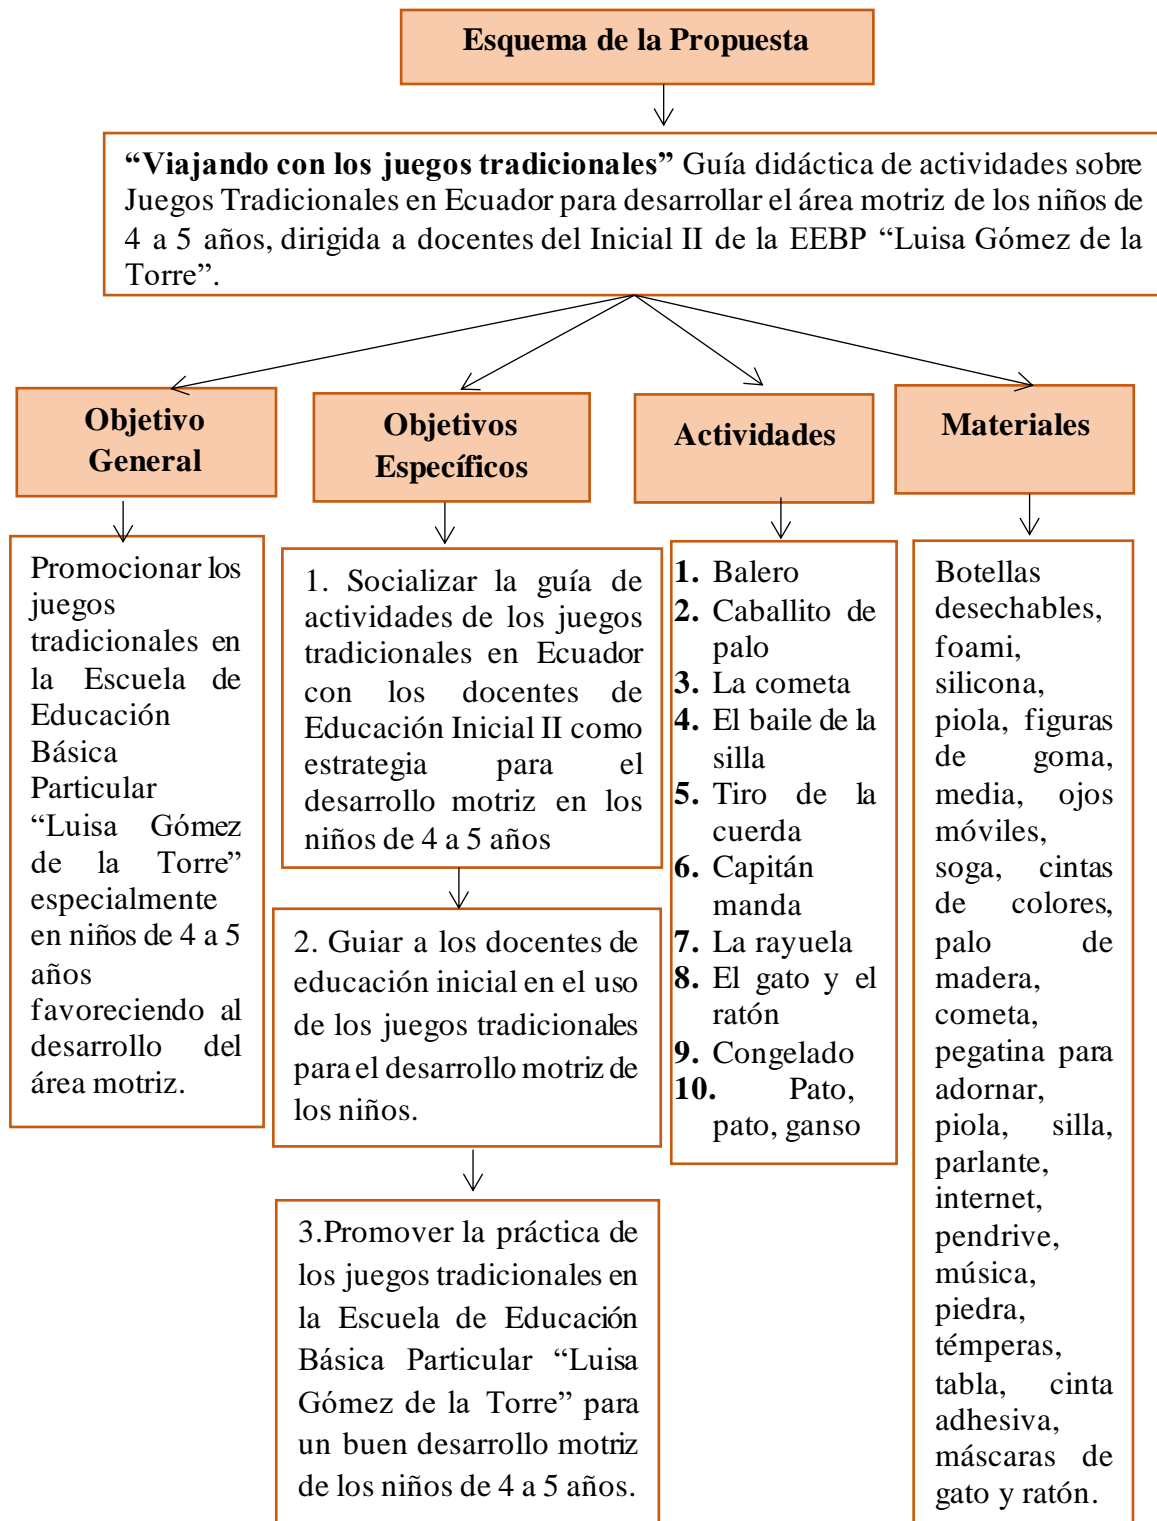 Esquema de la Propuesta
“Viajando con los juegos tradicionales” Guía didáctica de actividades sobre
Juegos Tradicionales en Ecuador para desarrollar el área motriz de los niños de
4 a 5 años, dirigida a docentes del Inicial II de la EEBP “Luisa Gómez de la
Torre”.
Objetivo
General
Promocionar los
juegos
tradicionales en
la Escuela de
Educación
Básica
Particular
“Luisa Gómez
de la Torre”
especialmente
en niños de 4 a 5
años
favoreciendo al
desarrollo del
área motriz.
Objetivos
Específicos
1. Socializar la guía de
actividades de los juegos
tradicionales en Ecuador
con los docentes de
Educación Inicial II como
estrategia para el
desarrollo motriz en los
niños de 4 a 5 años
2. Guiar a los docentes de
educación inicial en el uso
de los juegos tradicionales
para el desarrollo motriz de
los niños.
3.Promover la práctica de
los juegos tradicionales en
la Escuela de Educación
Básica Particular “Luisa
Gómez de la Torre” para
un buen desarrollo motriz
de los niños de 4 a 5 años.
Actividades
1. Balero
2. Caballito de
palo
3. La cometa
4. El baile de la
silla
5. Tiro de la
cuerda
6. Capitán
manda
7. La rayuela
8. El gato y el
ratón
9. Congelado
10. Pato,
pato, ganso
Materiales
Botellas
desechables,
foami,
silicona,
piola, figuras
de goma,
media, ojos
móviles,
soga, cintas
de colores,
palo de
madera,
cometa,
pegatina para
adornar,
piola, silla,
parlante,
internet,
pendrive,
música,
piedra,
témperas,
tabla, cinta
adhesiva,
máscaras de
gato y ratón.